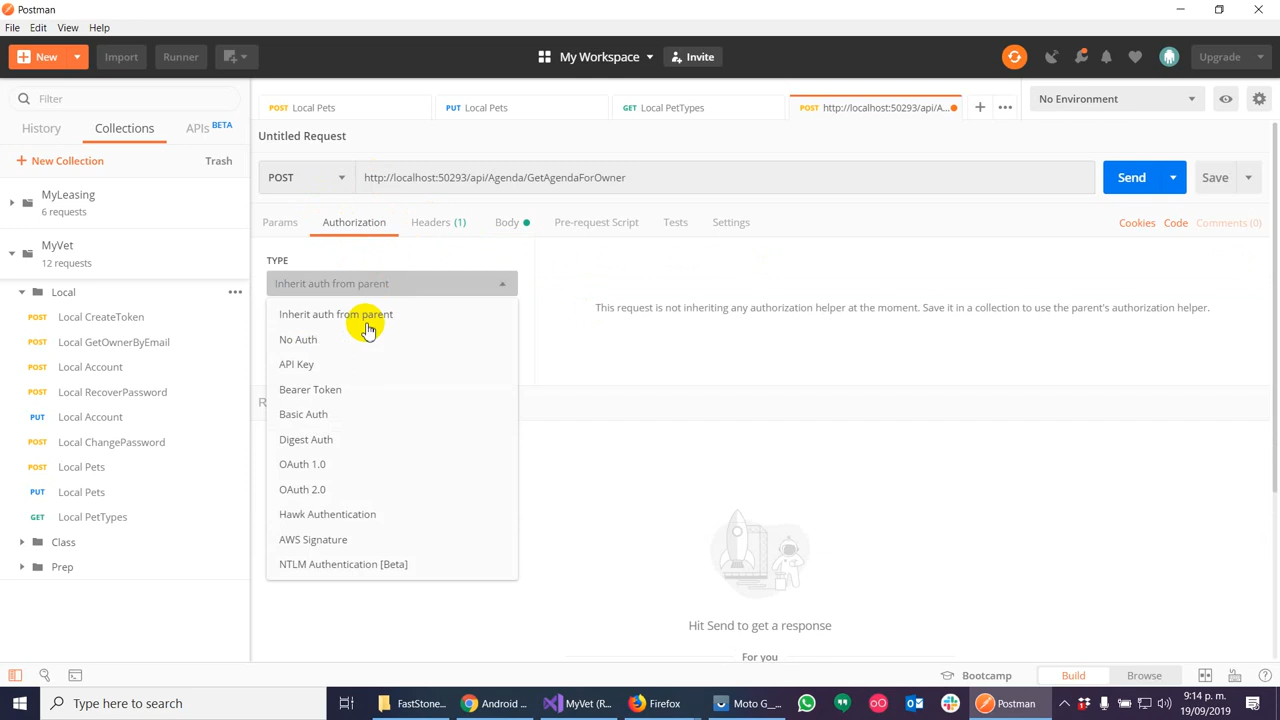 Postman
File Edit View Help
New Import Runner My Workspace Invite Upgrade
Filter
History Collections APIs BETA
New Collection Trash
MyLeasing
6 requests
MyVet
12 requests
Local
POST Local CreateToken
POST Local GetOwnerByEmail
POST Local Account
POST Local RecoverPassword
PUT Local Account
POST Local ChangePassword
POST Local Pets
PUT Local Pets
GET Local PetTypes
Class
Prep
POST Local Pets PUT Local Pets GET Local PetTypes POST http://localhost:50293/api/A... No Environment
Untitled Request
POST http://localhost:50293/api/Agenda/GetAgendaForOwner Send Save
Params Authorization Headers (1) Body Pre-request Script Tests Settings Cookies Code Comments (0)
TYPE
Inherit auth from parent
Inherit auth from parent
No Auth
API Key
Bearer Token
Basic Auth
Digest Auth
OAuth 1.0
OAuth 2.0
Hawk Authentication
AWS Signature
NTLM Authentication [Beta]
This request is not inheriting any authorization helper at the moment. Save it in a collection to use the parent's authorization helper.
Hit Send to get a response
For you
Bootcamp Build Browse
Type here to search FastStone... Android ... MyVet (R... Firefox Moto G__... Postman
9:14 p. m.
19/09/2019